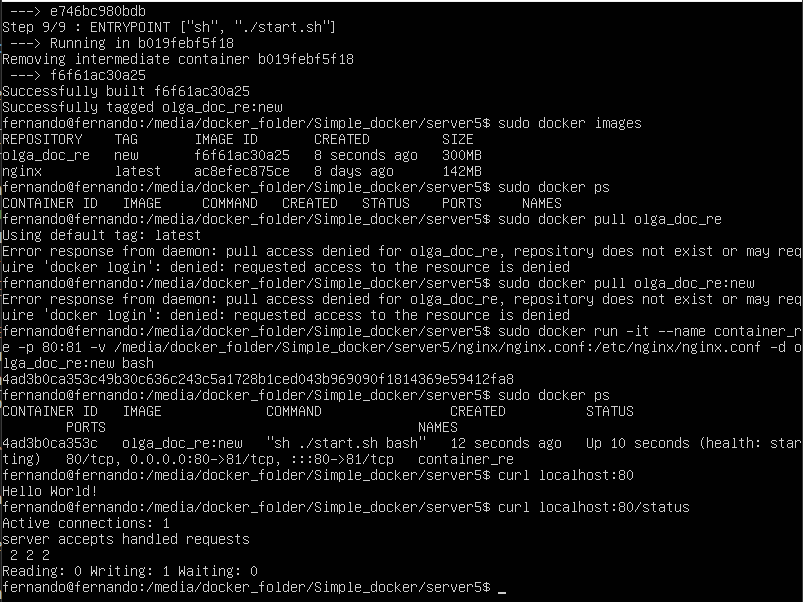 ---> e746bc980bdb
Step 9/9 : ENTRYPOINT ["sh", "./start.sh"]
---> Running in b019febf5f18
Removing intermediate container b019febf5f18
---> f6f61ac30a25
Successfully built f6f61ac30a25
Successfully tagged olga_doc_re:new
fernando@fernando:/media/docker_folder/Simple_docker/server5$ sudo docker images
REPOSITORY    TAG       IMAGE ID       CREATED         SIZE
olga_doc_re   new       f6f61ac30a25   8 seconds ago   300MB
nginx         latest    ac8efec875ce   8 days ago      142MB
fernando@fernando:/media/docker_folder/Simple_docker/server5$ sudo docker ps
CONTAINER ID   IMAGE     COMMAND   CREATED   STATUS    PORTS     NAMES
fernando@fernando:/media/docker_folder/Simple_docker/server5$ sudo docker pull olga_doc_re
Using default tag: latest
Error response from daemon: pull access denied for olga_doc_re, repository does not exist or may req
uire 'docker login': denied: requested access to the resource is denied
fernando@fernando:/media/docker_folder/Simple_docker/server5$ sudo docker pull olga_doc_re:new
Error response from daemon: pull access denied for olga_doc_re, repository does not exist or may req
uire 'docker login': denied: requested access to the resource is denied
fernando@fernando:/media/docker_folder/Simple_docker/server5$ sudo docker run -it --name container_r
e -p 80:81 -v /media/docker_folder/Simple_docker/server5/nginx/nginx.conf:/etc/nginx/nginx.conf -d o
lga_doc_re:new bash
4ad3b0ca353c49b30c636c243c5a1728b1ced043b969090f1814369e59412fa8
fernando@fernando:/media/docker_folder/Simple_docker/server5$ sudo docker ps
CONTAINER ID   IMAGE             COMMAND                CREATED          STATUS
        PORTS                                       NAMES
4ad3b0ca353c   olga_doc_re:new   "sh ./start.sh bash"   12 seconds ago   Up 10 seconds (health: star
ting)   80/tcp, 0.0.0.0:80->81/tcp, :::80->81/tcp   container_re
fernando@fernando:/media/docker_folder/Simple_docker/server5$ curl localhost:80
Hello World!
fernando@fernando:/media/docker_folder/Simple_docker/server5$ curl localhost:80/status
Active connections: 1
server accepts handled requests
 2 2 2
Reading: 0 Writing: 1 Waiting: 0
fernando@fernando:/media/docker_folder/Simple_docker/server5$ _